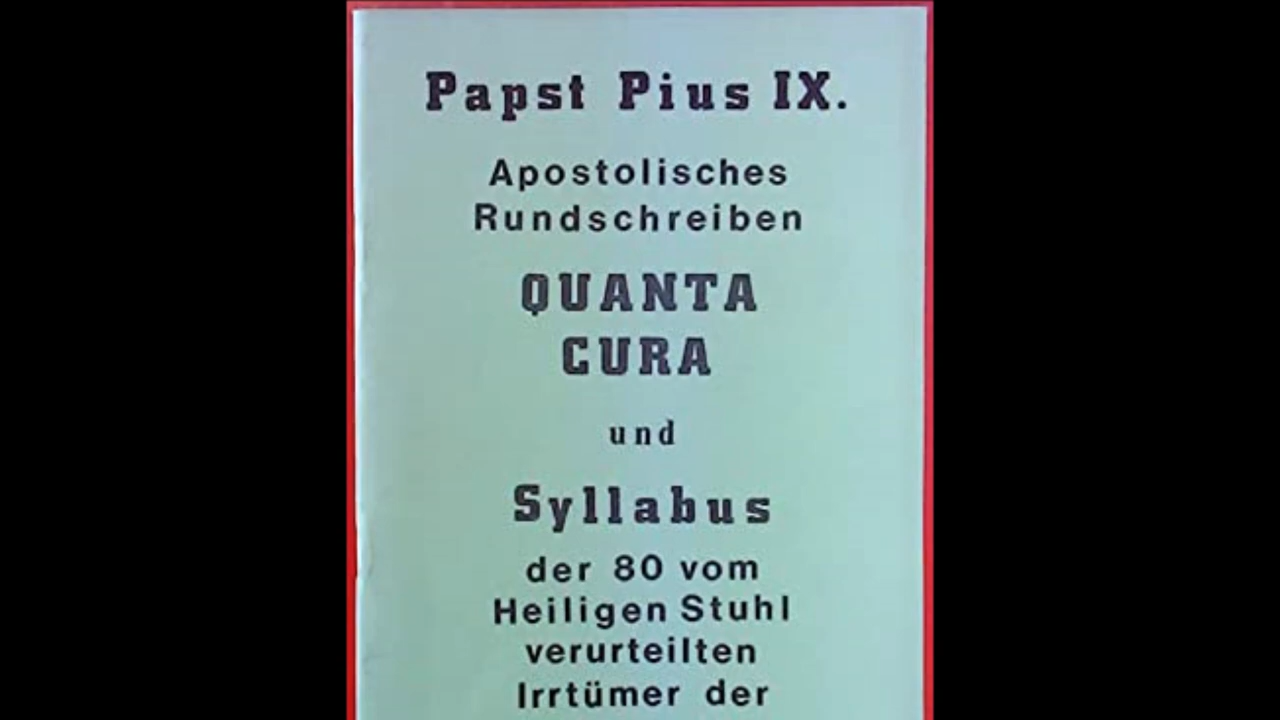 Papst Pius IX.
Apostolisches
Rundschreiben
QUANTA
CURA
und
Syllabus
der 80 vom
Heiligen Stuhl
verurteilten
Irrtümer der